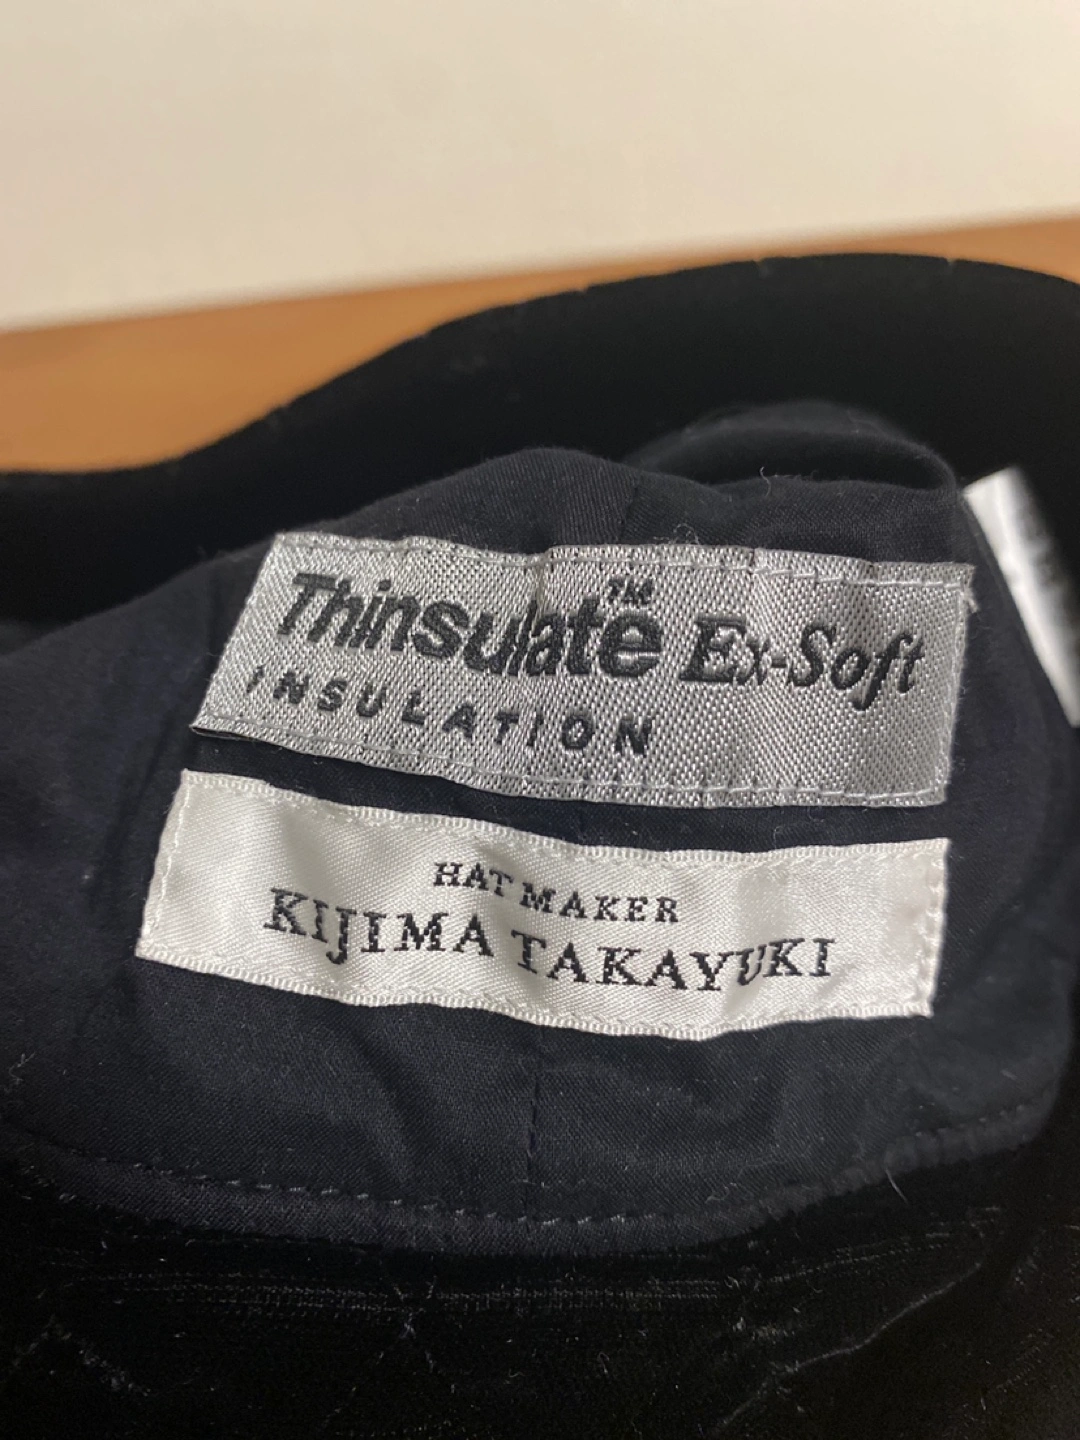 Thinsulate™ Ex-Soft
INSULATION
HAT MAKER
KIJIMA TAKAYUKI